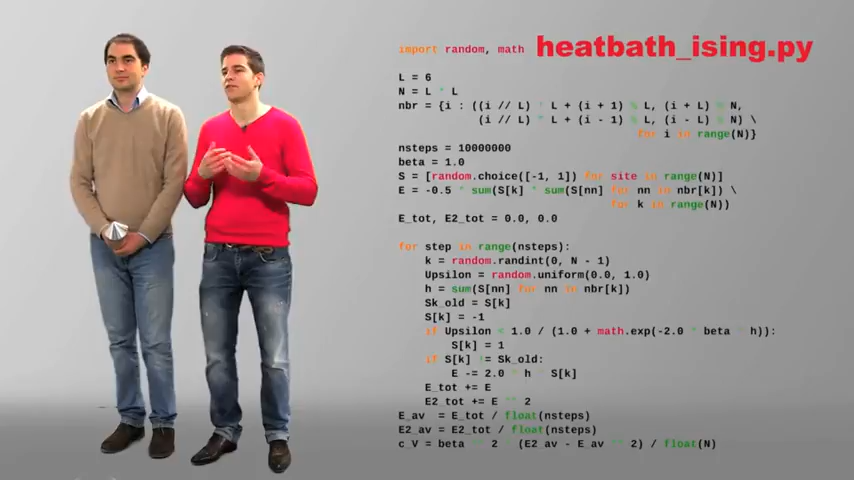 heatbath_ising.py
import random, math
L = 6
N = L * L
nbr = {i : ((i // L) * L + (i + 1) % L, (i + L) % N,
(i // L) * L + (i - 1) % L, (i - L) % N) \
for i in range(N)}
nsteps = 10000000
beta = 1.0
S = [random.choice([-1, 1]) for site in range(N)]
E = -0.5 * sum(S[k] * sum(S[nn] for nn in nbr[k]) \
for k in range(N))
E_tot, E2_tot = 0.0, 0.0
for step in range(nsteps):
k = random.randint(0, N - 1)
Upsilon = random.uniform(0.0, 1.0)
h = sum(S[nn] for nn in nbr[k])
Sk_old = S[k]
S[k] = -1
if Upsilon < 1.0 / (1.0 + math.exp(-2.0 * beta * h)):
S[k] = 1
if S[k] != Sk_old:
E -= 2.0 * h * S[k]
E_tot += E
E2_tot += E ** 2
E_av = E_tot / float(nsteps)
E2_av = E2_tot / float(nsteps)
c_V = beta ** 2 * (E2_av - E_av ** 2) / float(N)